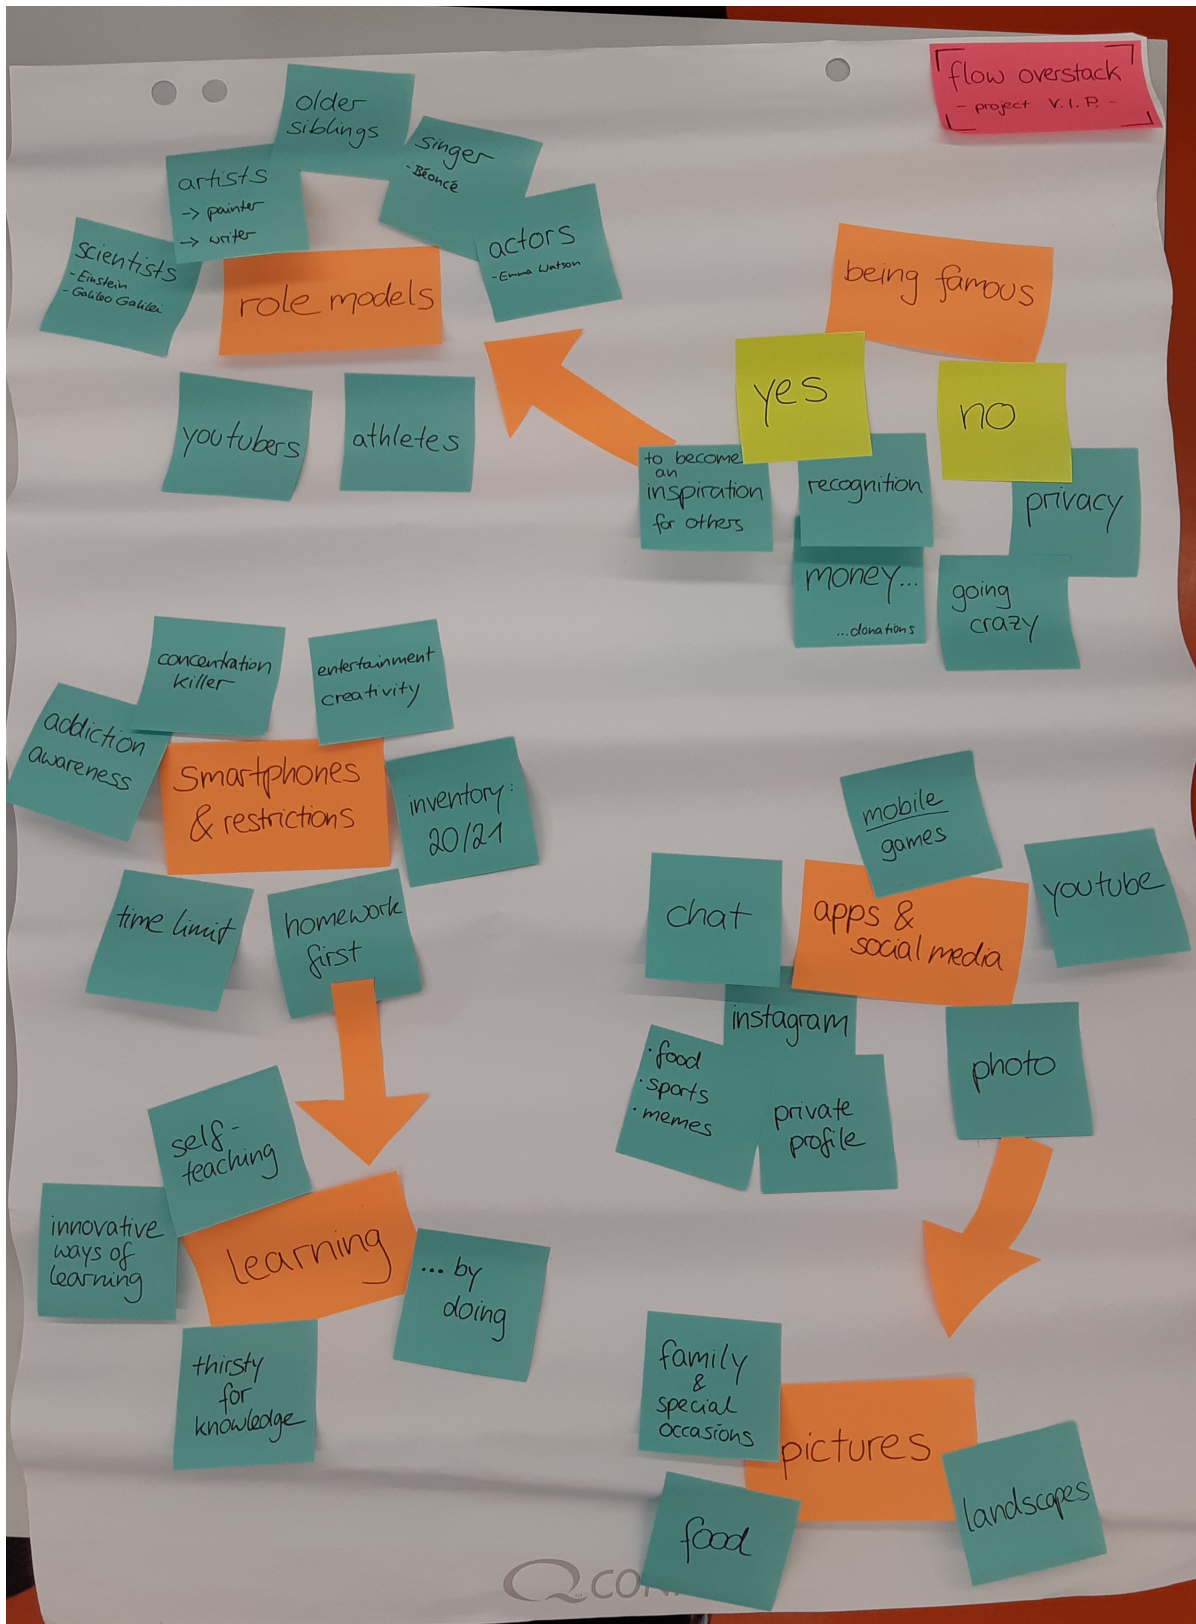 flow overstack
- project V.I.P. -
older
siblings
singer
- Béoncé
artists
-> painter
-> writer
actors
- Emma Watson
scientists
- Einstein
- Galileo Galilei
role models
youtubers
athletes
being famous
yes
no
to become
an
inspiration
for others
recognition
money...
...donations
privacy
going
crazy
concentration
killer
entertainment
creativity
addiction
awareness
smartphones
& restrictions
inventory:
20/21
time limit
homework
first
mobile
games
chat
apps &
social media
youtube
instagram
· food
· sports
· memes
private
profile
photo
self-
teaching
innovative
ways of
learning
learning
... by
doing
thirsty
for
knowledge
family
&
special
occasions
pictures
landscapes
food
QCON